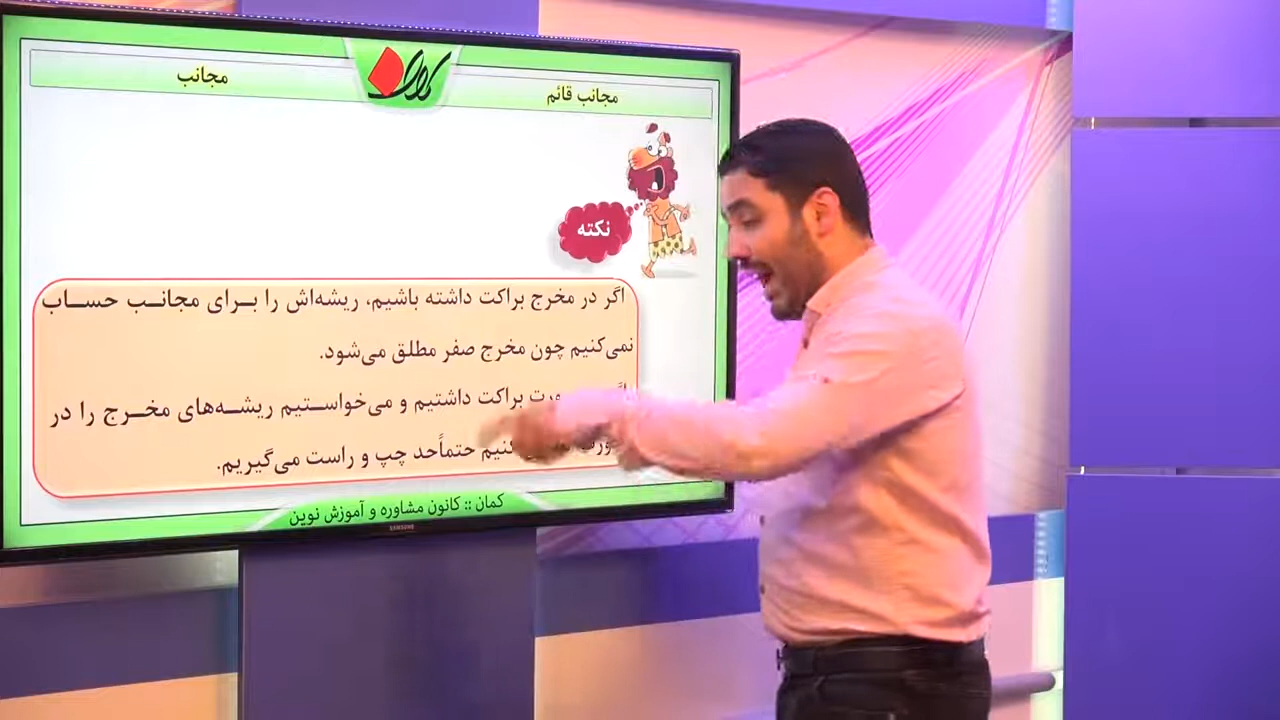 مجانب
مجانب قائم
نکته
اگر در مخرج براکت داشته باشیم، ریشه‌اش را برای مجانب حساب
نمی‌کنیم چون مخرج صفر مطلق می‌شود.
براکت داشتیم و می‌خواستیم ریشه‌های مخرج را در
کنیم حتماًحد چپ و راست می‌گیریم.
کمان :: کانون مشاوره و آموزش نوین
SAMSUNG